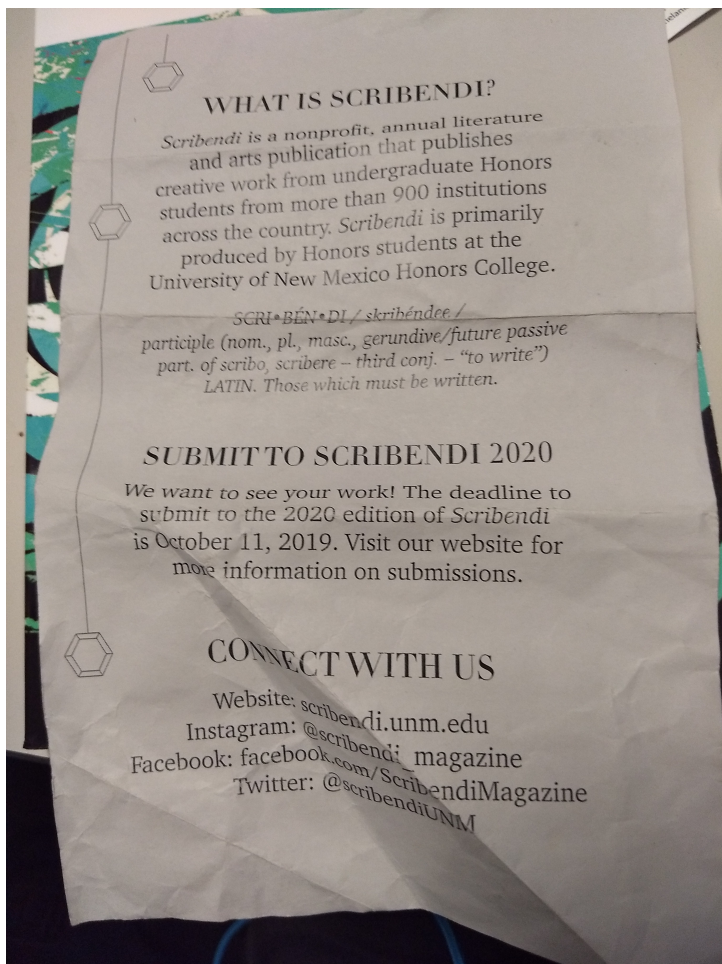 WHAT IS SCRIBENDI?
Scribendi is a nonprofit, annual literature
and arts publication that publishes
creative work from undergraduate Honors
students from more than 900 institutions
across the country. Scribendi is primarily
produced by Honors students at the
University of New Mexico Honors College.
SCRI•BÉN•DI / skribéndee /
participle (nom., pl., masc., gerundive/future passive
part. of scribo, scribere – third conj. – “to write”)
LATIN. Those which must be written.
SUBMIT TO SCRIBENDI 2020
We want to see your work! The deadline to
submit to the 2020 edition of Scribendi
is October 11, 2019. Visit our website for
more information on submissions.
CONNECT WITH US
Website: scribendi.unm.edu
Instagram: @scribendi_magazine
Facebook: facebook.com/ScribendiMagazine
Twitter: @scribendiUNM